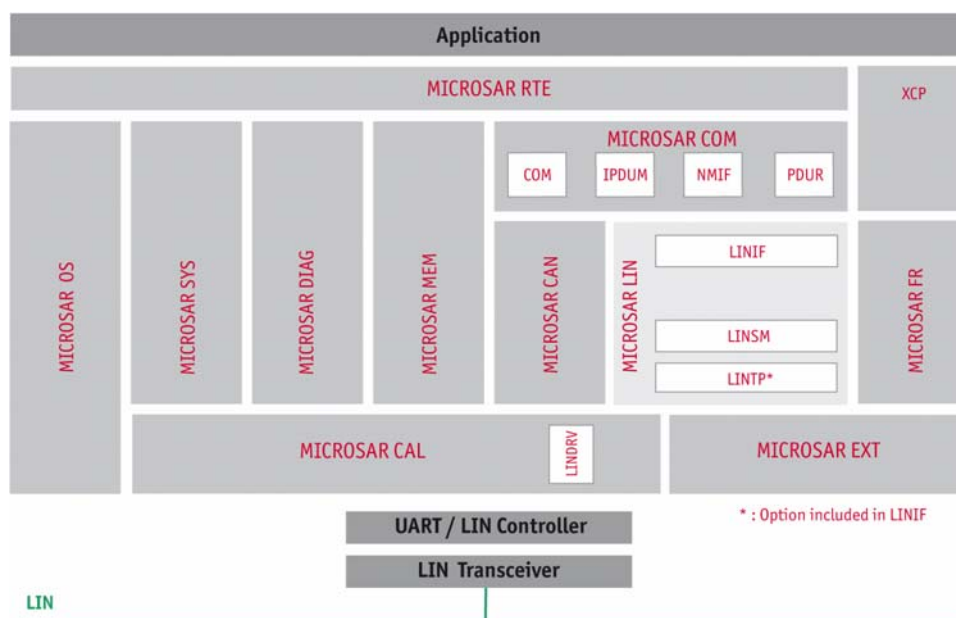 Application
MICROSAR RTE
XCP
MICROSAR COM
COM
IPDUM
NMIF
PDUR
MICROSAR OS
MICROSAR SYS
MICROSAR DIAG
MICROSAR MEM
MICROSAR CAN
MICROSAR LIN
LINIF
LINSM
LINTP*
MICROSAR FR
MICROSAR CAL
LINDRV
MICROSAR EXT
* : Option included in LINIF
UART / LIN Controller
LIN Transceiver
LIN